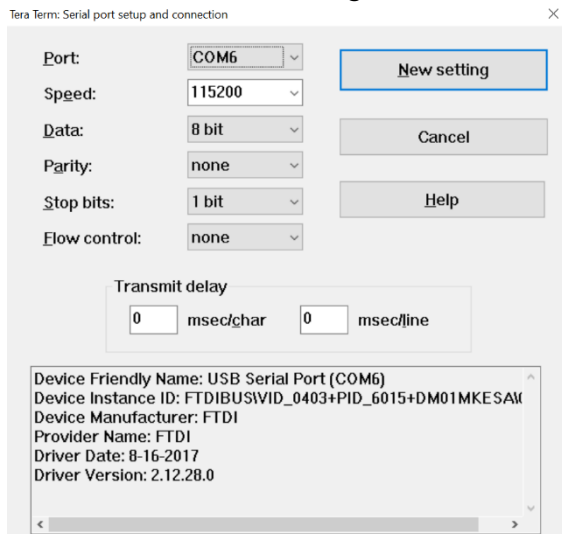 Tera Term: Serial port setup and connection
Port: COM6
New setting
Speed: 115200
Data: 8 bit
Cancel
Parity: none
Stop bits: 1 bit
Help
Flow control: none
Transmit delay
0 msec/char 0 msec/line
Device Friendly Name: USB Serial Port (COM6)
Device Instance ID: FTDIBUS\VID_0403+PID_6015+DM01MKESA\
Device Manufacturer: FTDI
Provider Name: FTDI
Driver Date: 8-16-2017
Driver Version: 2.12.28.0